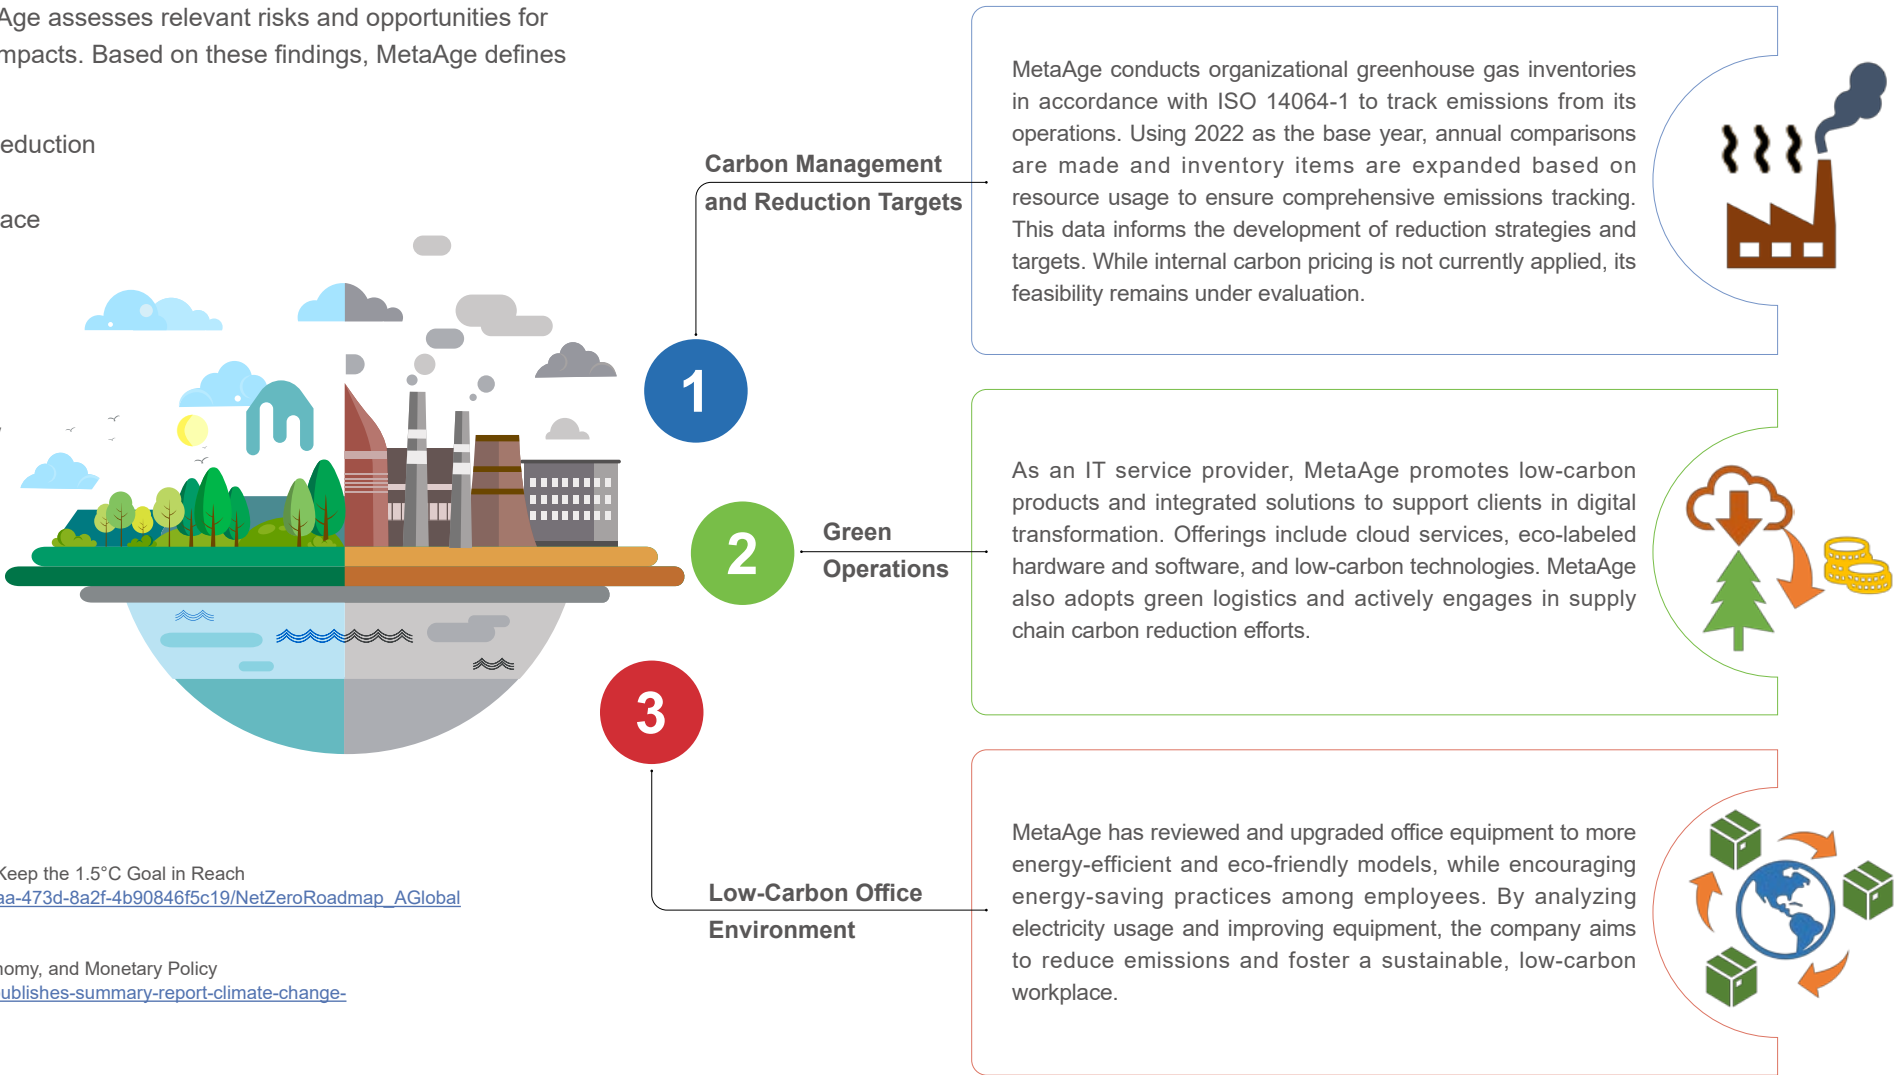 Age assesses relevant risks and opportunities for
mpacts. Based on these findings, MetaAge defines
eduction
ace
Carbon Management
and Reduction Targets
1
MetaAge conducts organizational greenhouse gas inventories
in accordance with ISO 14064-1 to track emissions from its
operations. Using 2022 as the base year, annual comparisons
are made and inventory items are expanded based on
resource usage to ensure comprehensive emissions tracking.
This data informs the development of reduction strategies and
targets. While internal carbon pricing is not currently applied, its
feasibility remains under evaluation.
2
Green
Operations
As an IT service provider, MetaAge promotes low-carbon
products and integrated solutions to support clients in digital
transformation. Offerings include cloud services, eco-labeled
hardware and software, and low-carbon technologies. MetaAge
also adopts green logistics and actively engages in supply
chain carbon reduction efforts.
3
Low-Carbon Office
Environment
MetaAge has reviewed and upgraded office equipment to more
energy-efficient and eco-friendly models, while encouraging
energy-saving practices among employees. By analyzing
electricity usage and improving equipment, the company aims
to reduce emissions and foster a sustainable, low-carbon
workplace.
Keep the 1.5°C Goal in Reach
aa-473d-8a2f-4b90846f5c19/NetZeroRoadmap_AGlobal
nomy, and Monetary Policy
ublishes-summary-report-climate-change-